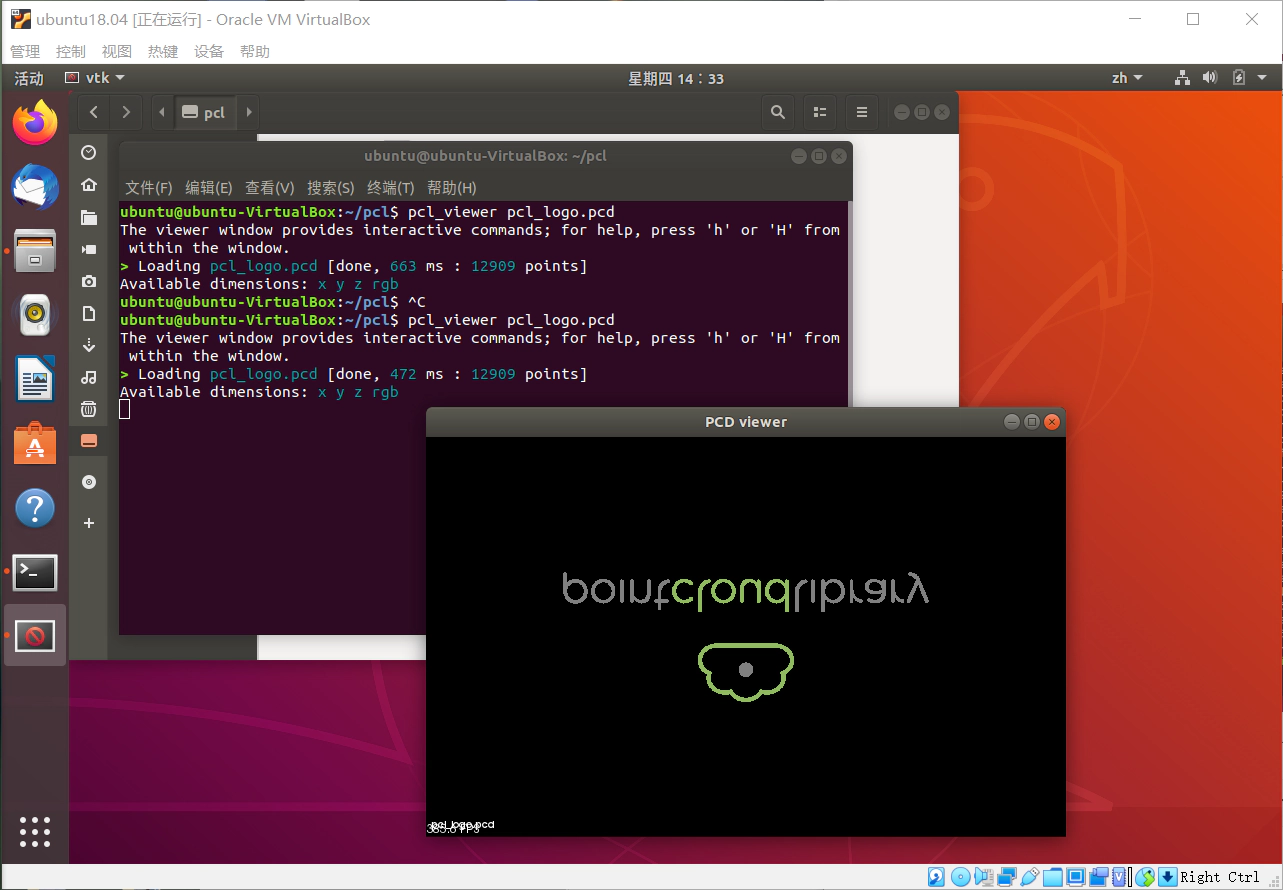 ubuntu18.04 [正在运行] - Oracle VM VirtualBox
管理 控制 视图 热键 设备 帮助
活动 vtk 星期四 14：33 zh
pcl
ubuntu@ubuntu-VirtualBox: ~/pcl
文件(F) 编辑(E) 查看(V) 搜索(S) 终端(T) 帮助(H)
ubuntu@ubuntu-VirtualBox:~/pcl$ pcl_viewer pcl_logo.pcd
The viewer window provides interactive commands; for help, press 'h' or 'H' from
within the window.
> Loading pcl_logo.pcd [done, 663 ms : 12909 points]
Available dimensions: x y z rgb
ubuntu@ubuntu-VirtualBox:~/pcl$ ^C
ubuntu@ubuntu-VirtualBox:~/pcl$ pcl_viewer pcl_logo.pcd
The viewer window provides interactive commands; for help, press 'h' or 'H' from
within the window.
> Loading pcl_logo.pcd [done, 472 ms : 12909 points]
Available dimensions: x y z rgb
PCD viewer
pointcloudlibrary
pcl_logo.pcd
Right Ctrl